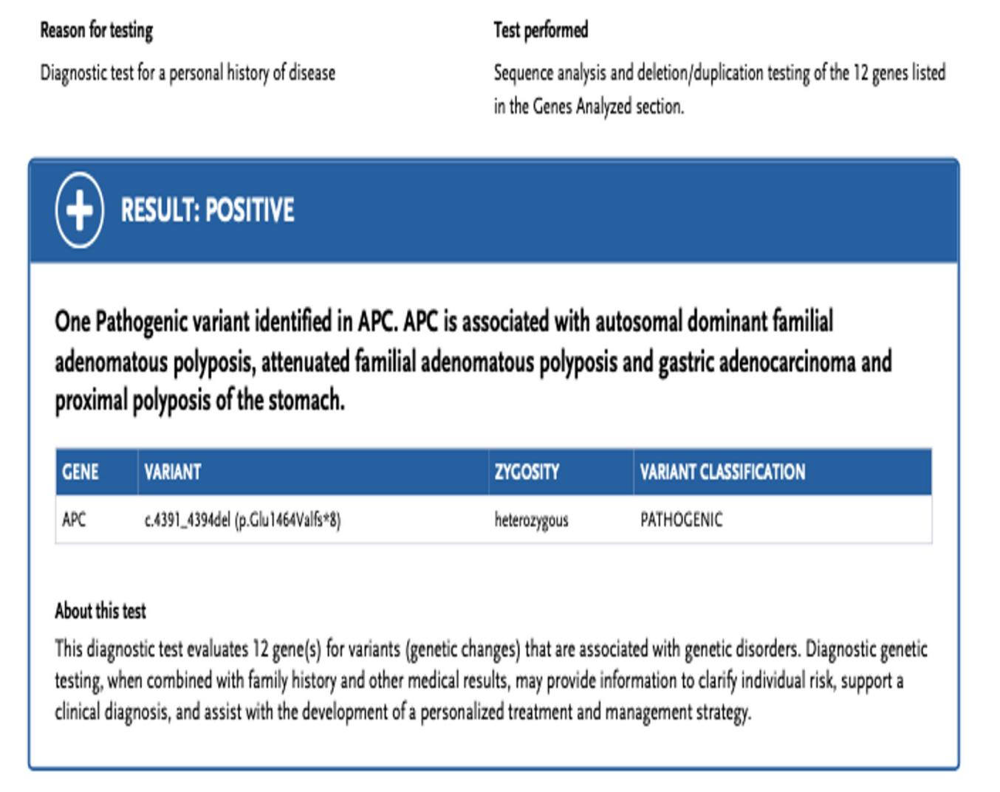 Reason for testing
Test performed
Diagnostic test for a personal history of disease
Sequence analysis and deletion/duplication testing of the 12 genes listed
in the Genes Analyzed section.
RESULT: POSITIVE
One Pathogenic variant identified in APC. APC is associated with autosomal dominant familial
adenomatous polyposis, attenuated familial adenomatous polyposis and gastric adenocarcinoma and
proximal polyposis of the stomach.
GENE VARIANT ZYGOSITY VARIANT CLASSIFICATION
APC c.4391_4394del (p.Glu1464Valfs*8) heterozygous PATHOGENIC
About this test
This diagnostic test evaluates 12 gene(s) for variants (genetic changes) that are associated with genetic disorders. Diagnostic genetic
testing, when combined with family history and other medical results, may provide information to clarify individual risk, support a
clinical diagnosis, and assist with the development of a personalized treatment and management strategy.